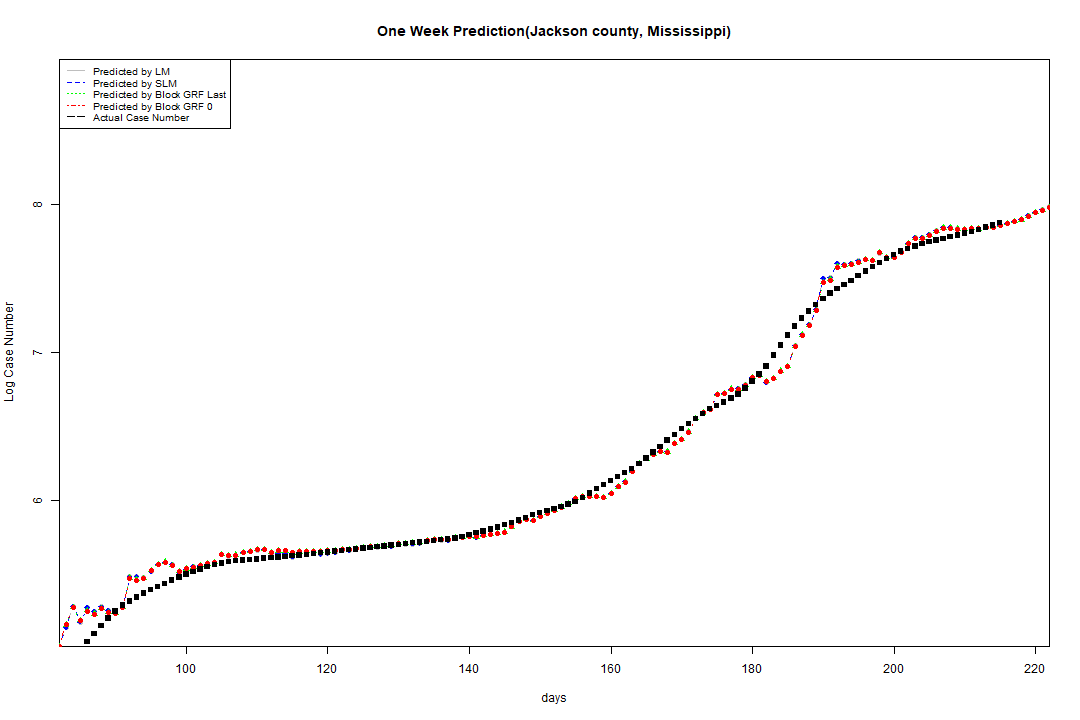 One Week Prediction(Jackson county, Mississippi)
Predicted by LM
Predicted by SLM
Predicted by Block GRF Last
Predicted by Block GRF 0
Actual Case Number
8
7
6
Log Case Number
100 120 140 160 180 200 220
days